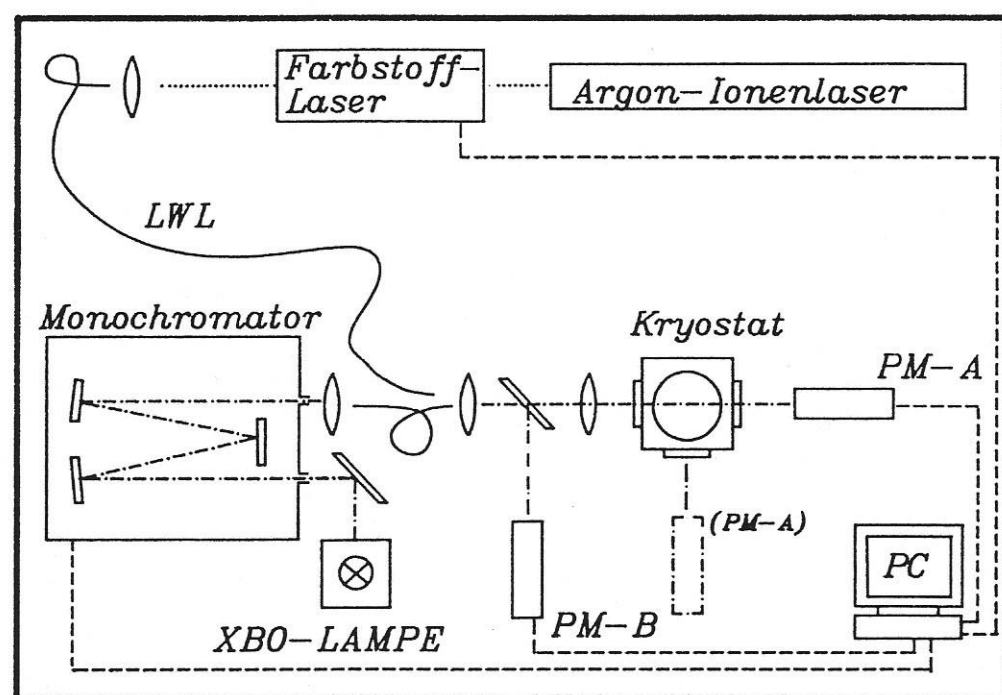 Farbstoff-
Laser
Argon-Ionenlaser
LWL
Monochromator
Kryostat
PM-A
(PM-A)
PC
XBO-LAMPE
PM-B